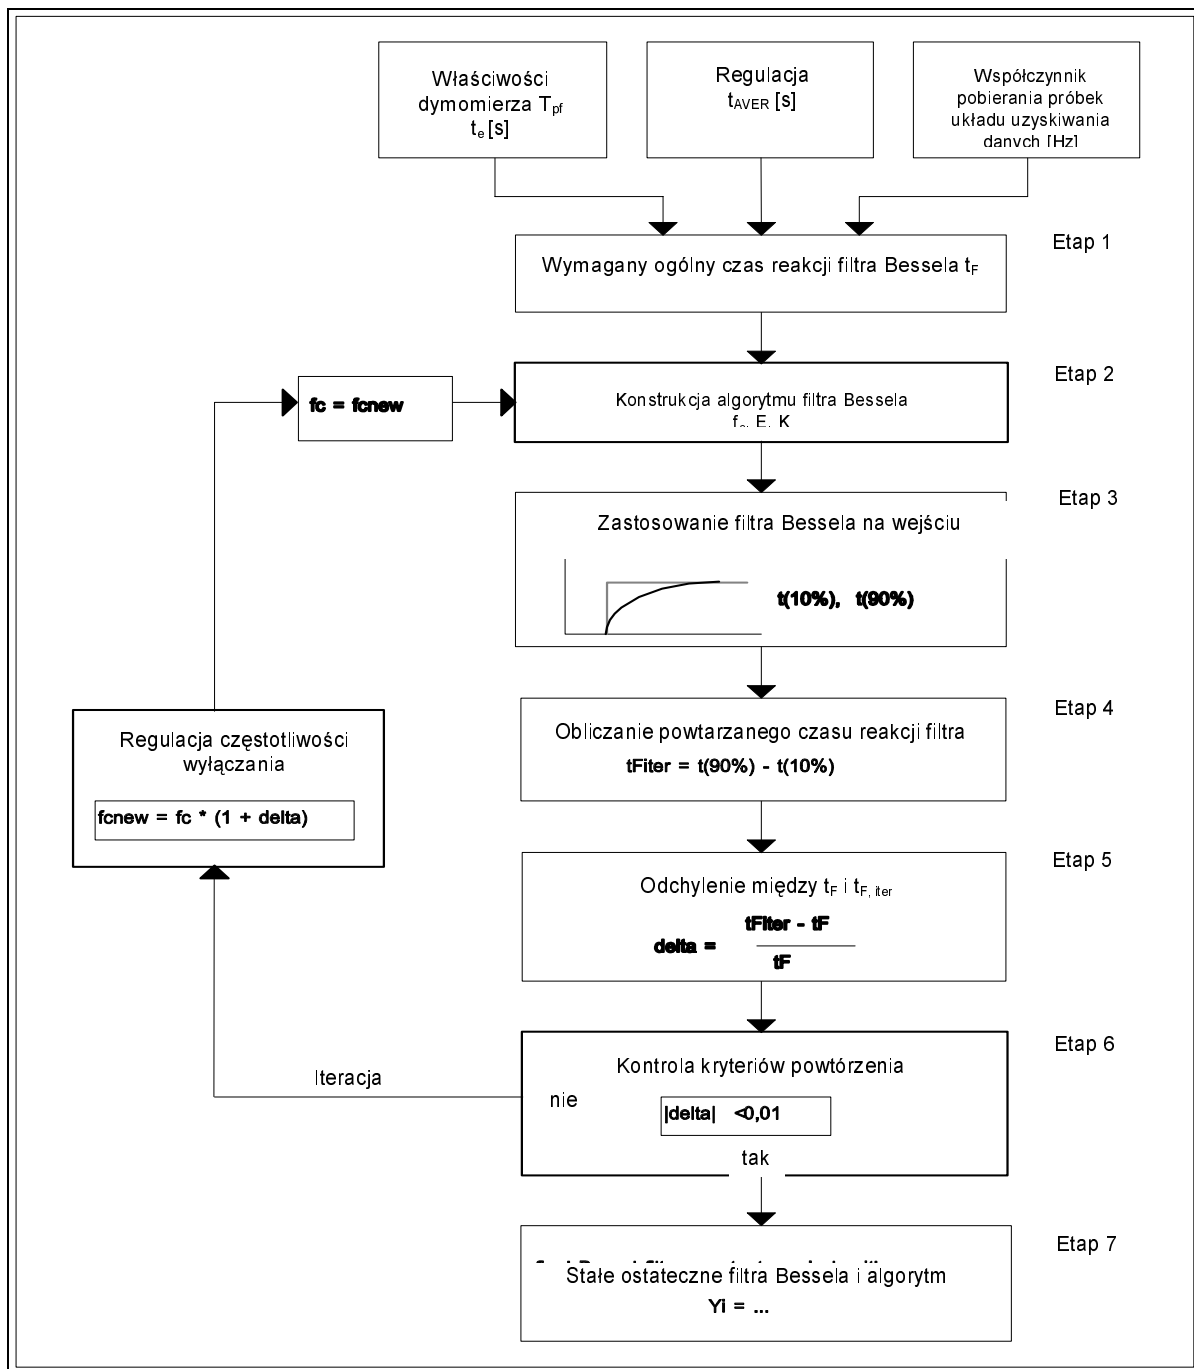 Właściwości
dymomierza Tpf
te [s]
Regulacja
tAVER [s]
Współczynnik
pobierania próbek
układu uzyskiwania
danych [Hz]
Etap 1
Wymagany ogólny czas reakcji filtra Bessela tF
Etap 2
fc = fcnew
Konstrukcja algorytmu filtra Bessela
fc, E, K
Etap 3
Zastosowanie filtra Bessela na wejściu
t(10%), t(90%)
Etap 4
Obliczanie powtarzanego czasu reakcji filtra
tFiter = t(90%) - t(10%)
Regulacja częstotliwości
wyłączania
fcnew = fc * (1 + delta)
Etap 5
Odchylenie między tF i tF, iter
tFiter - tF
delta =
tF
Etap 6
Kontrola kryteriów powtórzenia
Iteracja
nie
|delta| <0,01
tak
Etap 7
Stałe ostateczne filtra Bessela i algorytm
Yi = ...